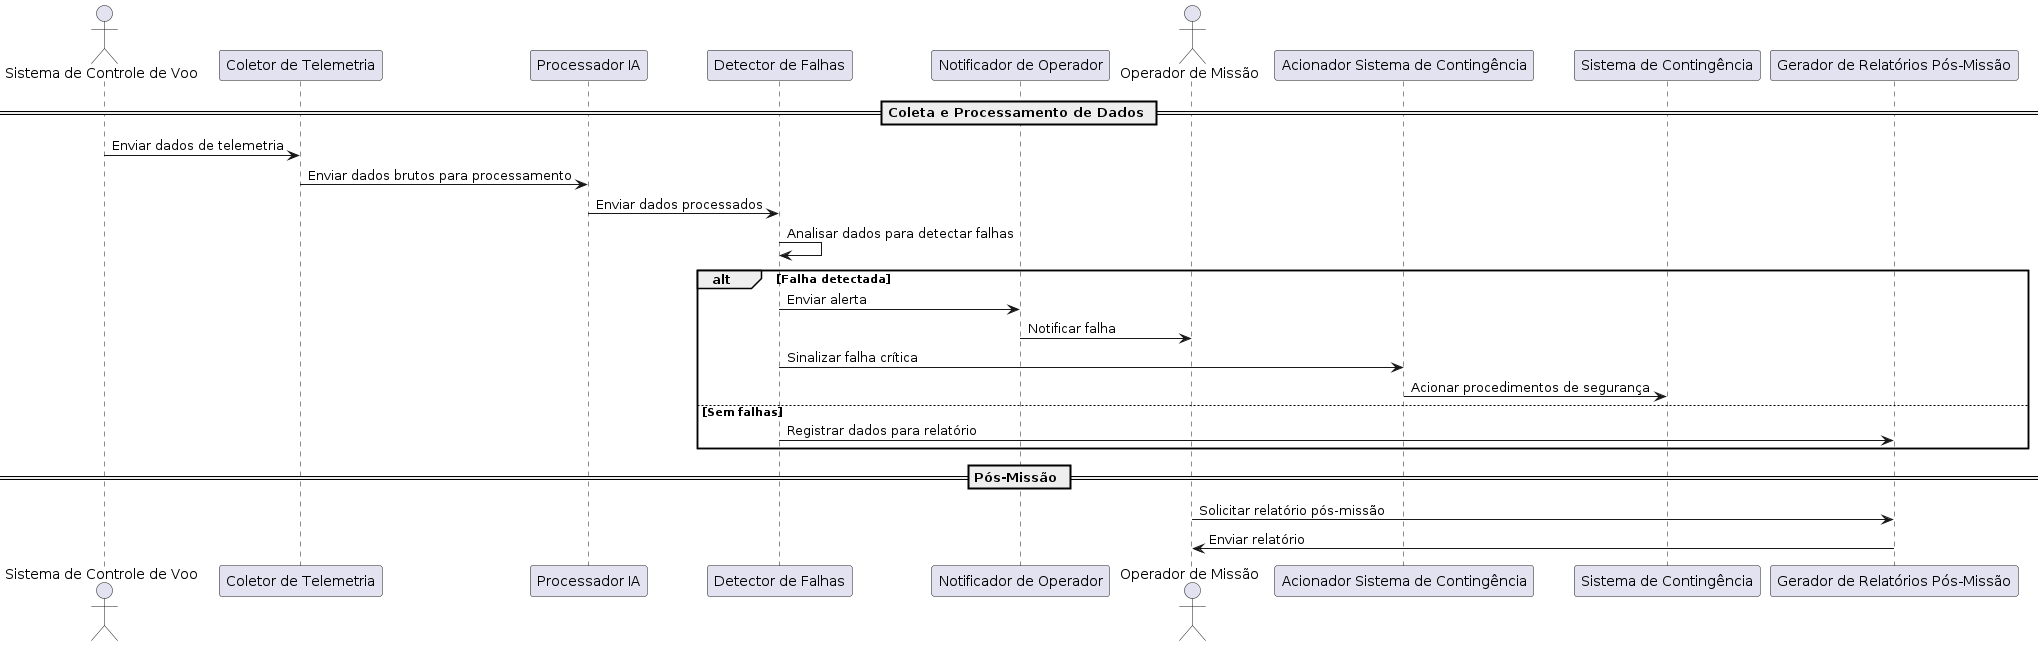 Sistema de Controle de Voo
Coletor de Telemetria
Processador IA
Detector de Falhas
Notificador de Operador
Operador de Missão
Acionador Sistema de Contingência
Sistema de Contingência
Gerador de Relatórios Pós-Missão
Coleta e Processamento de Dados
Enviar dados de telemetria
Enviar dados brutos para processamento
Enviar dados processados
Analisar dados para detectar falhas
alt
[Falha detectada]
Enviar alerta
Notificar falha
Sinalizar falha crítica
Acionar procedimentos de segurança
[Sem falhas]
Registrar dados para relatório
Pós-Missão
Solicitar relatório pós-missão
Enviar relatório
Sistema de Controle de Voo
Coletor de Telemetria
Processador IA
Detector de Falhas
Notificador de Operador
Operador de Missão
Acionador Sistema de Contingência
Sistema de Contingência
Gerador de Relatórios Pós-Missão